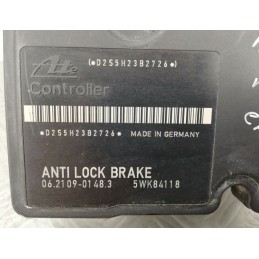 (*D2S5H23B2726*)
Ate
Controller
*D2S5H23B2726* MADE IN GERMANY
ANTI LOCK BRAKE
06.2109-0148.3 5WK84118